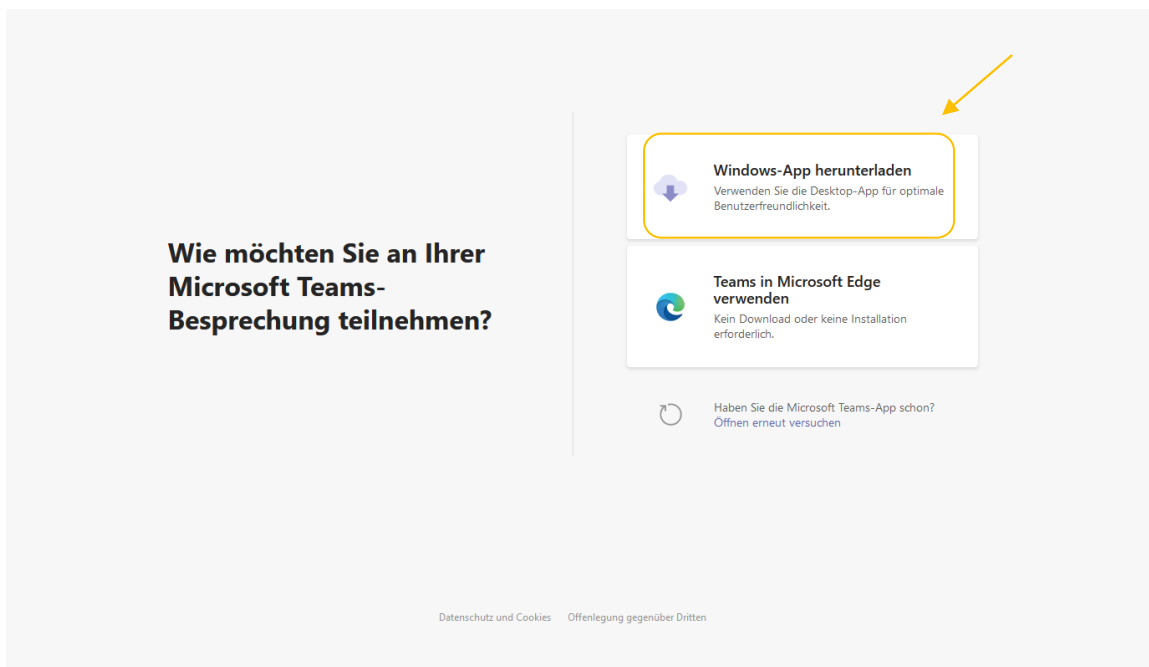 Wie möchten Sie an Ihrer
Microsoft Teams-
Besprechung teilnehmen?
Windows-App herunterladen
Verwenden Sie die Desktop-App für optimale
Benutzerfreundlichkeit.
Teams in Microsoft Edge
verwenden
Kein Download oder keine Installation
erforderlich.
Haben Sie die Microsoft Teams-App schon?
Öffnen erneut versuchen
Datenschutz und Cookies Offenlegung gegenüber Dritten